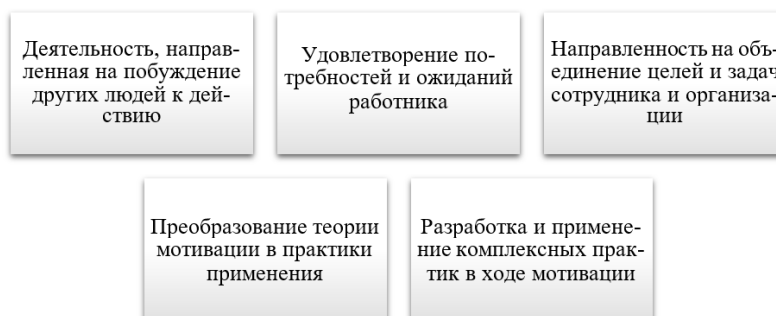 Деятельность, направ-
ленная на побуждение
других людей к дей-
ствию
Удовлетворение по-
требностей и ожиданий
работника
Направленность на объ-
единение целей и задач
сотрудника и организа-
ции
Преобразование теории
мотивации в практики
применения
Разработка и примене-
ние комплексных прак-
тик в ходе мотивации